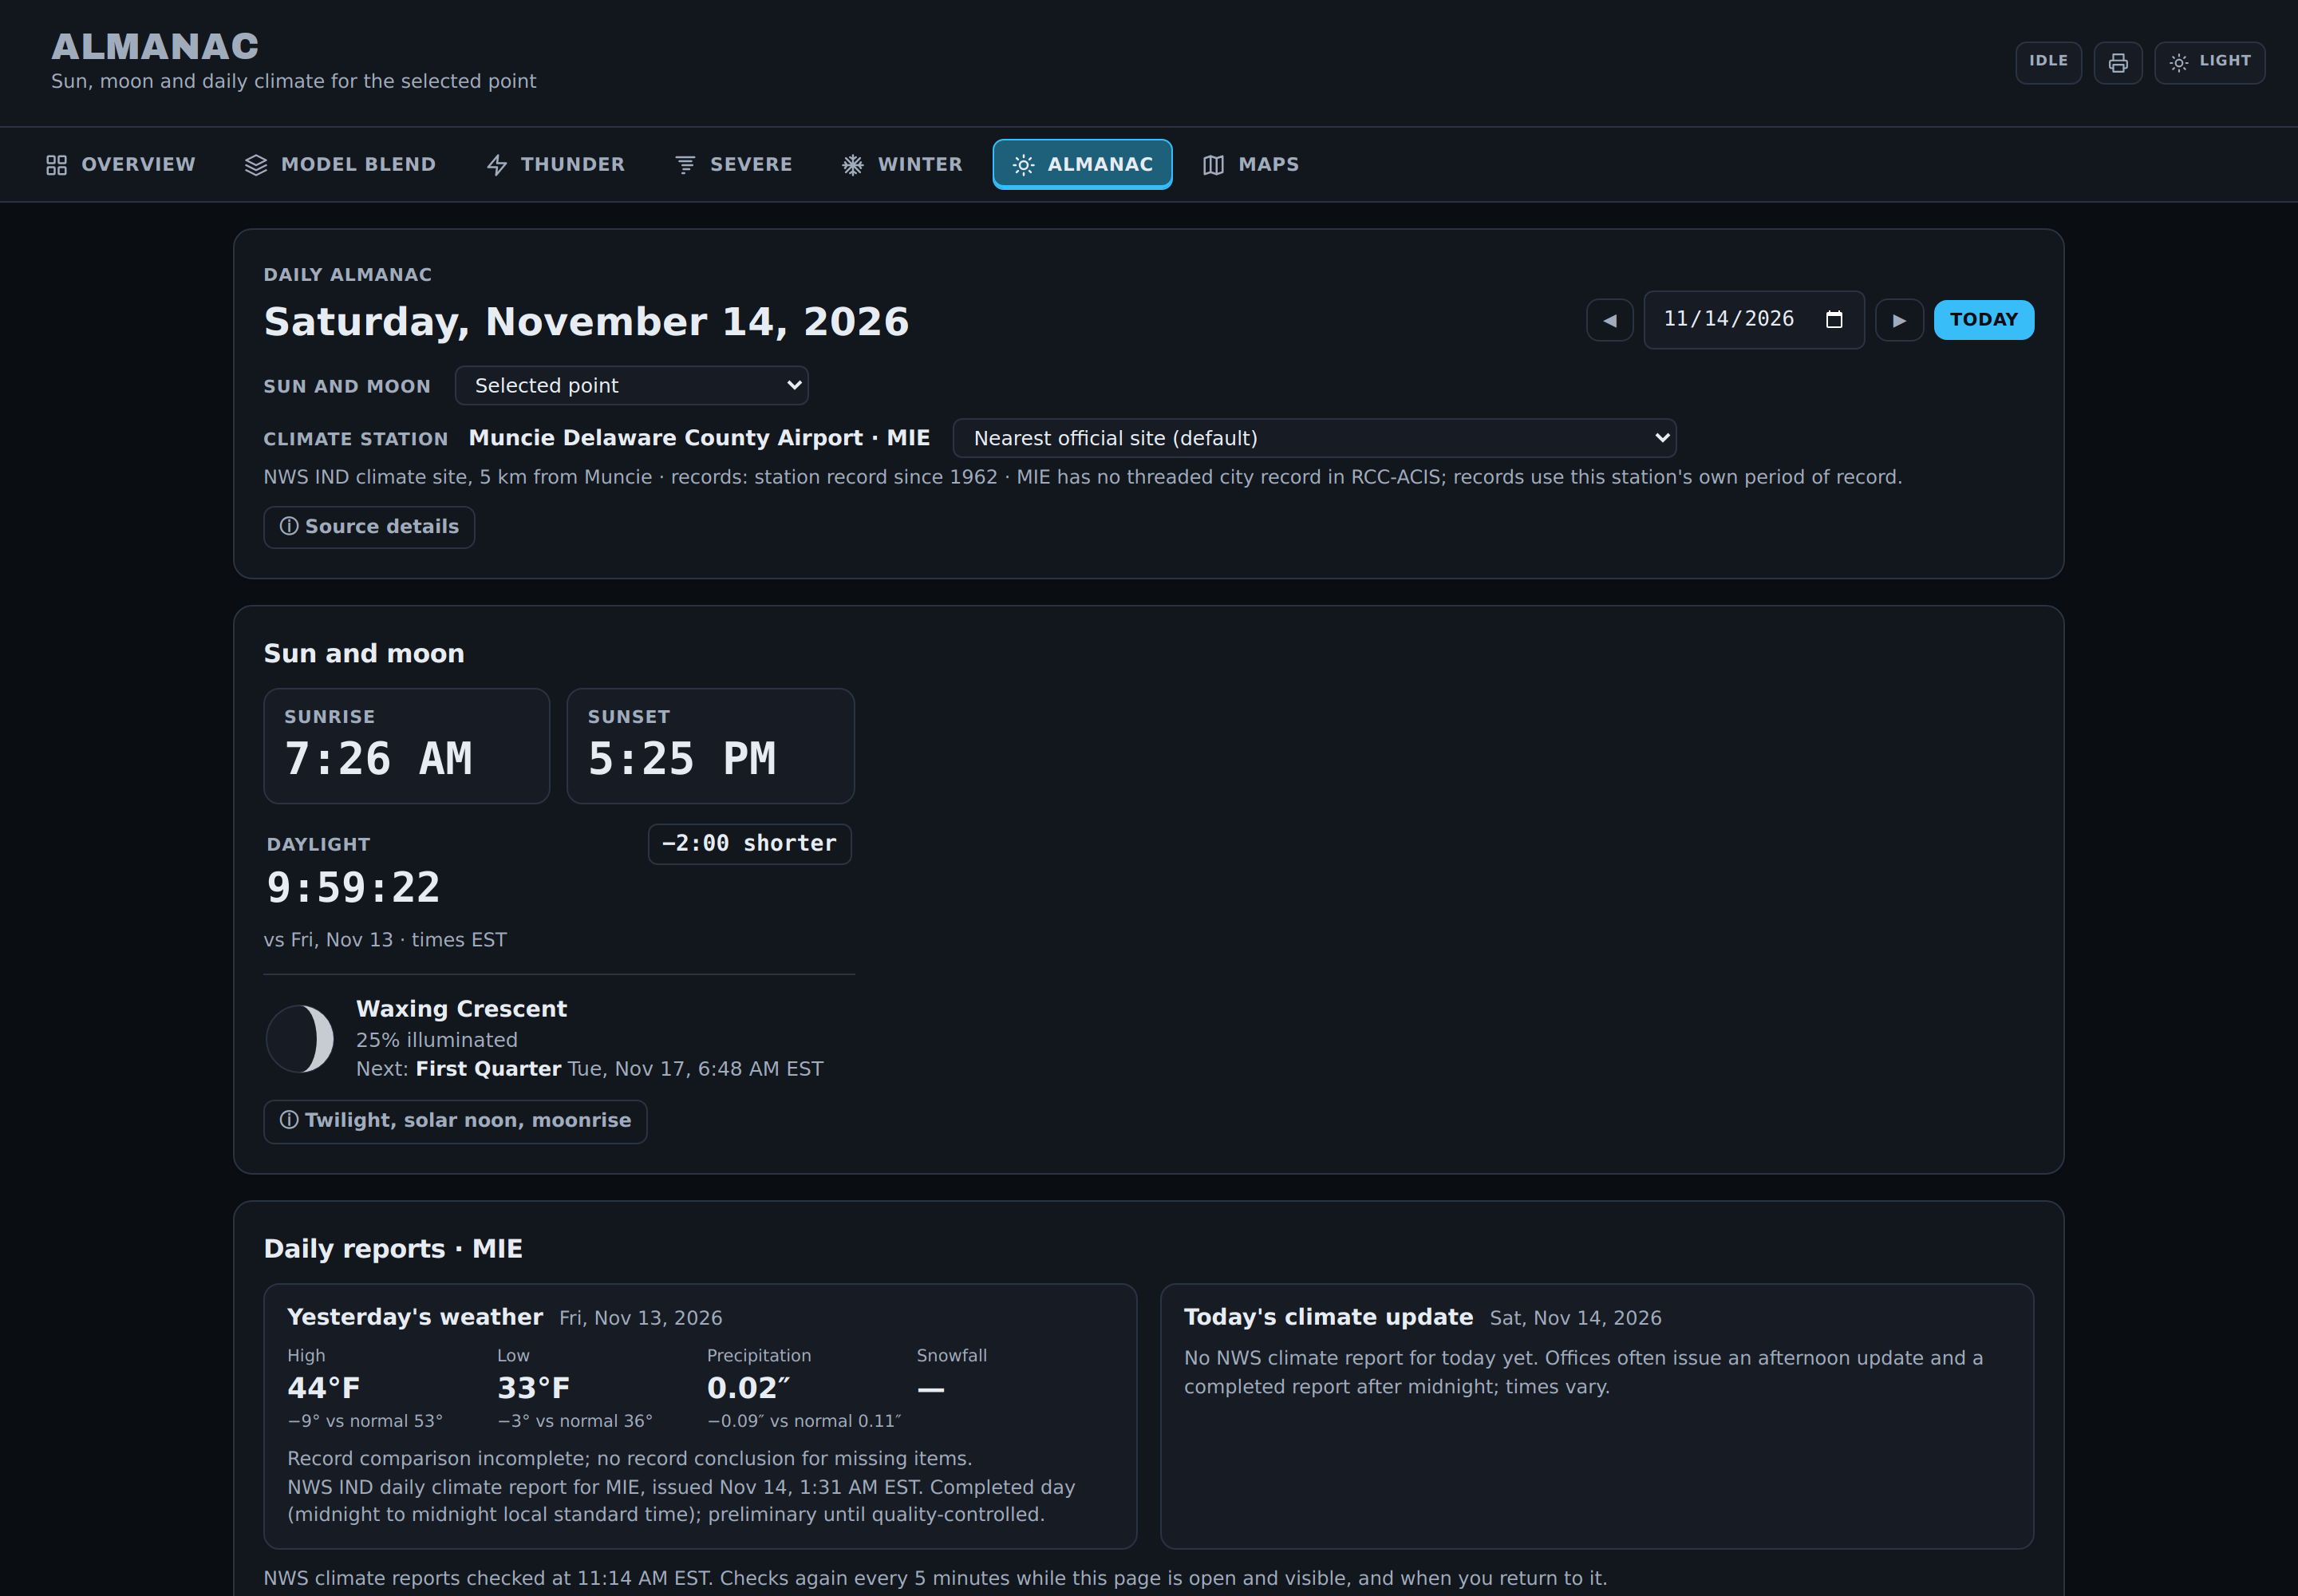 ALMANAC
Sun, moon and daily climate for the selected point
IDLE
LIGHT
OVERVIEW
MODEL BLEND
THUNDER
SEVERE
WINTER
ALMANAC
MAPS
DAILY ALMANAC
Saturday, November 14, 2026
◀
11/14/2026
▶
TODAY
SUN AND MOON
Selected point
CLIMATE STATION
Muncie Delaware County Airport · MIE
Nearest official site (default)
NWS IND climate site, 5 km from Muncie · records: station record since 1962 · MIE has no threaded city record in RCC-ACIS; records use this station's own period of record.
ⓘ Source details
Sun and moon
SUNRISE
7:26 AM
SUNSET
5:25 PM
DAYLIGHT
−2:00 shorter
9:59:22
vs Fri, Nov 13 · times EST
Waxing Crescent
25% illuminated
Next: First Quarter Tue, Nov 17, 6:48 AM EST
ⓘ Twilight, solar noon, moonrise
Daily reports · MIE
Yesterday's weather Fri, Nov 13, 2026
High
44°F
−9° vs normal 53°
Low
33°F
−3° vs normal 36°
Precipitation
0.02″
−0.09″ vs normal 0.11″
Snowfall
—
Record comparison incomplete; no record conclusion for missing items.
NWS IND daily climate report for MIE, issued Nov 14, 1:31 AM EST. Completed day
(midnight to midnight local standard time); preliminary until quality-controlled.
Today's climate update Sat, Nov 14, 2026
No NWS climate report for today yet. Offices often issue an afternoon update and a
completed report after midnight; times vary.
NWS climate reports checked at 11:14 AM EST. Checks again every 5 minutes while this page is open and visible, and when you return to it.